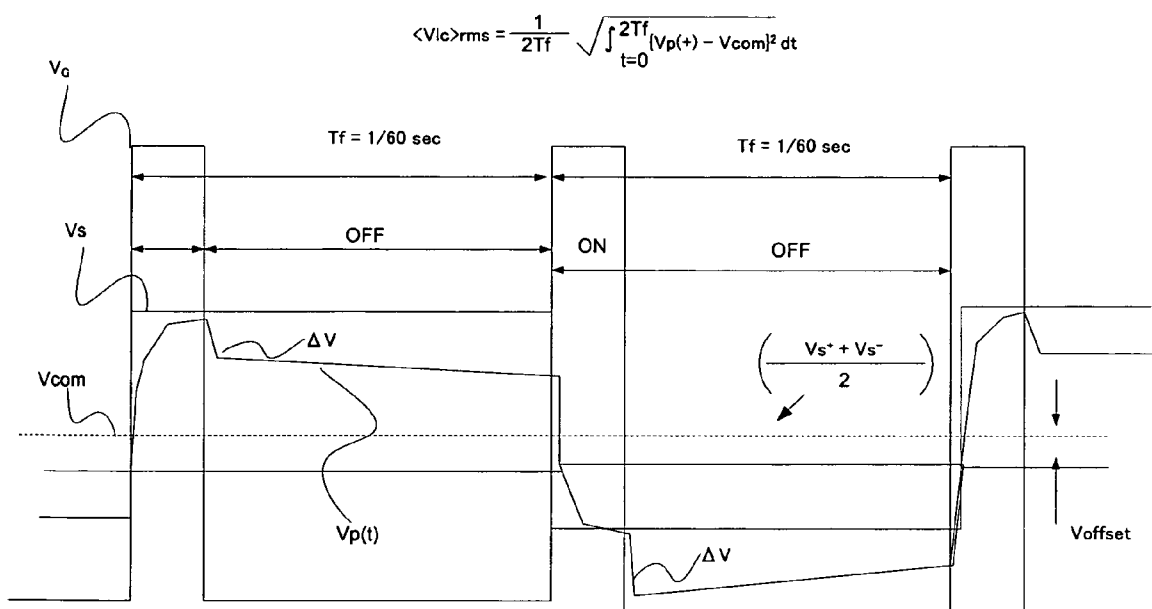 <Vlc>rms = 1/2Tf √∫t=0 2Tf {Vp(+) – Vcom}² dt
VG
Tf = 1/60 sec
Tf = 1/60 sec
Vs
OFF
ON
OFF
ΔV
(Vs⁺ + Vs⁻ / 2)
Vcom
Vp(t)
Voffset
ΔV